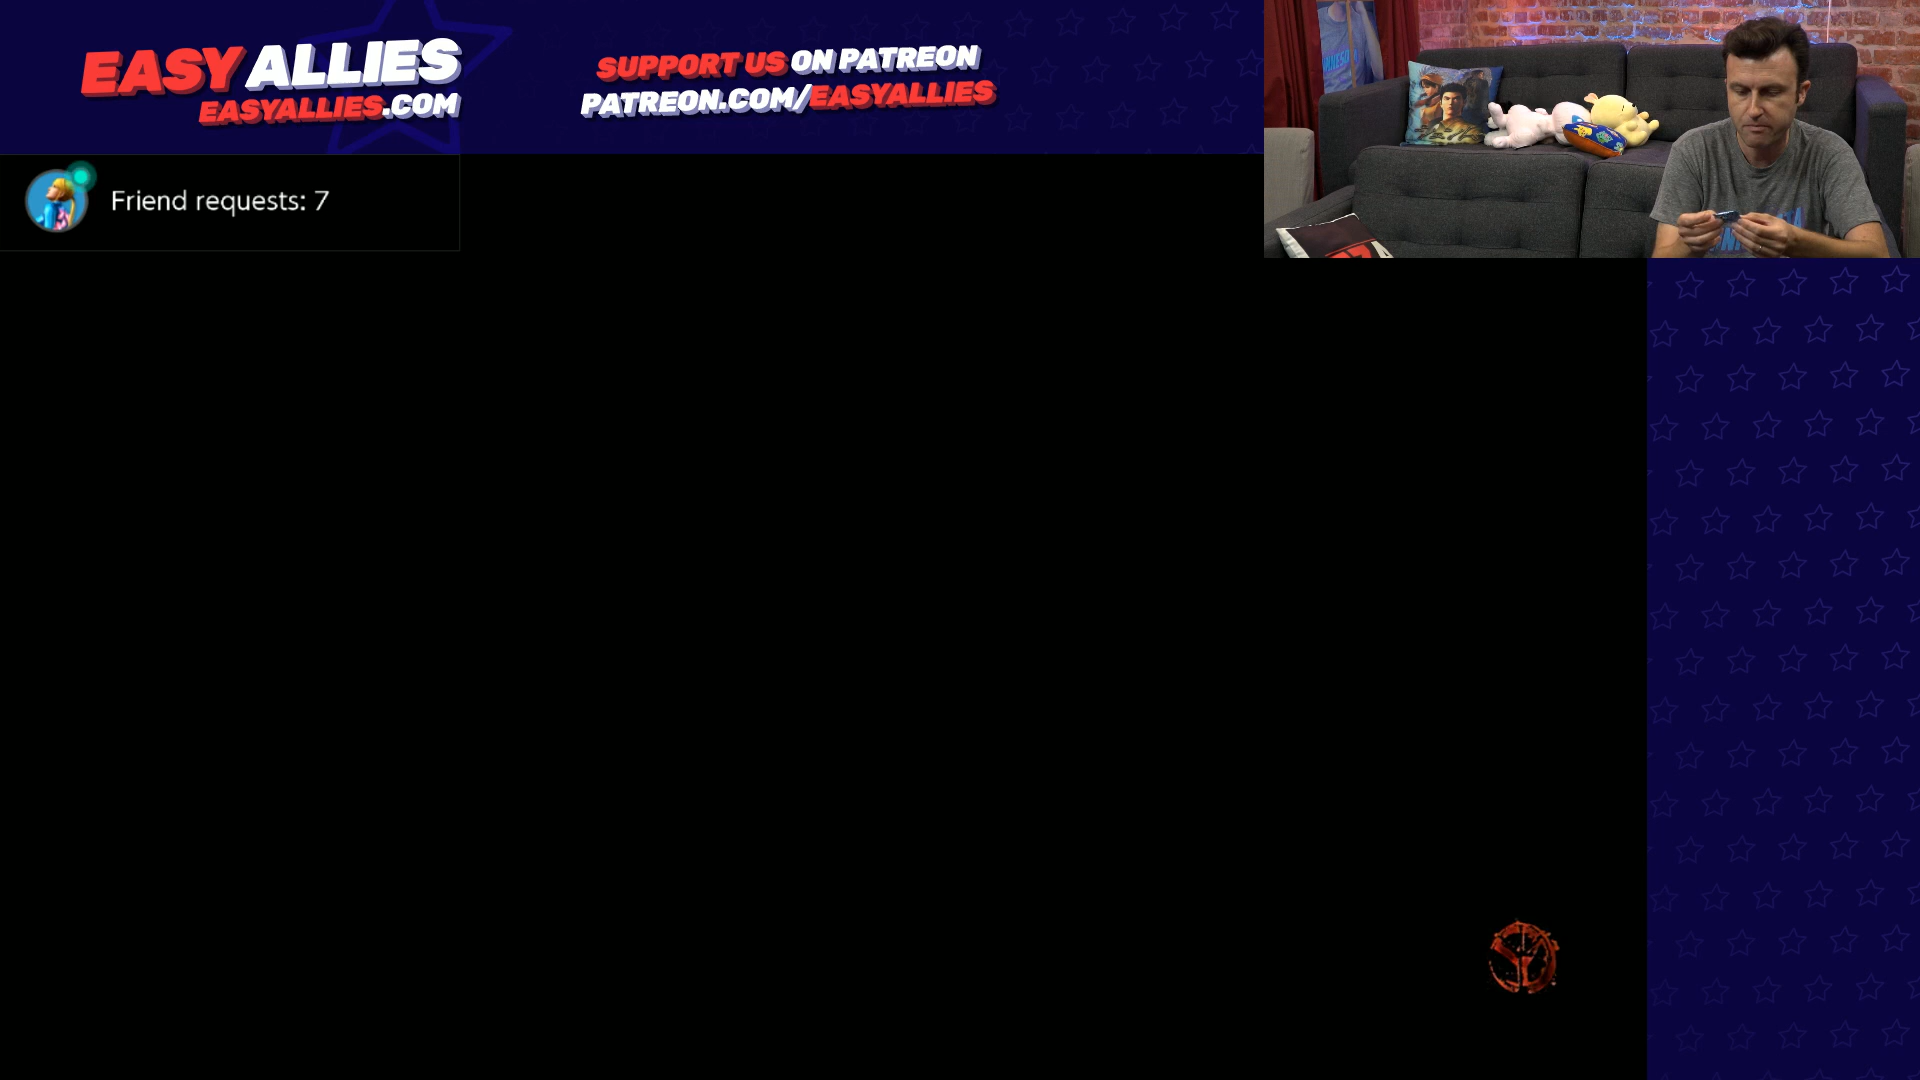 EASY ALLIES
EASYALLIES.COM
SUPPORT US ON PATREON
PATREON.COM/EASYALLIES
Friend requests: 7